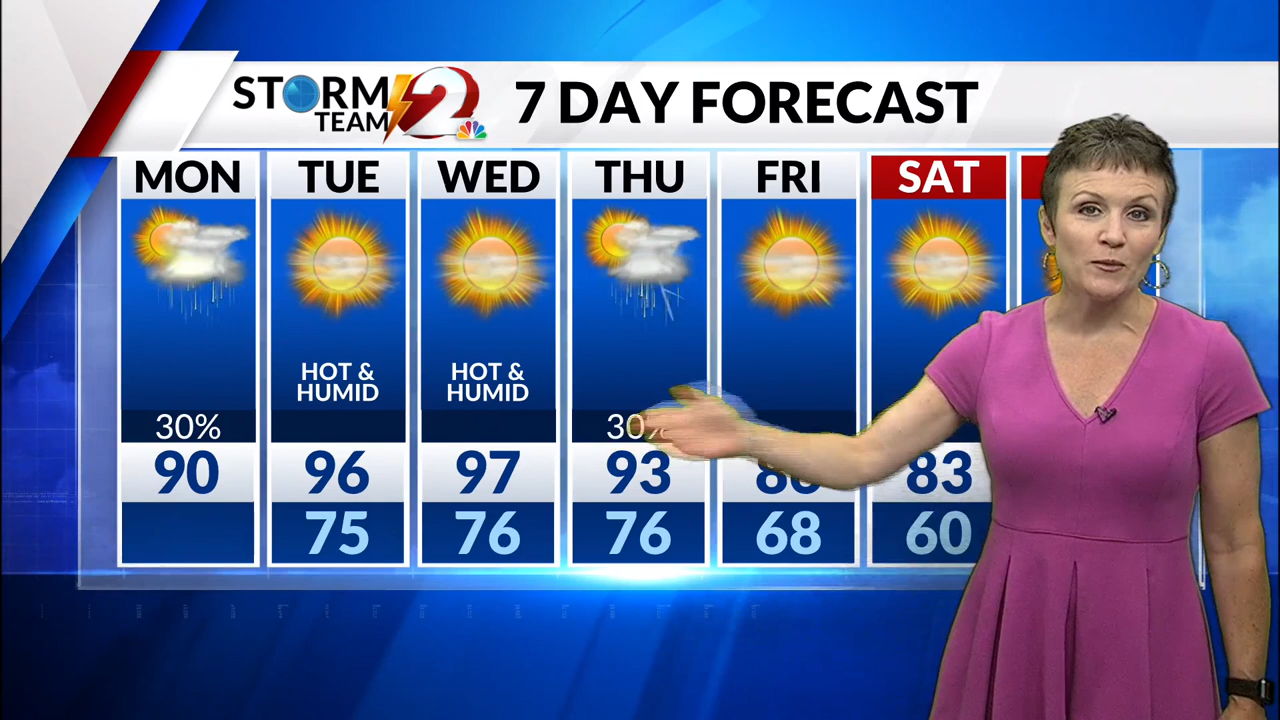 STORM
TEAM
2
7 DAY FORECAST
MON TUE WED THU FRI SAT
HOT &
HUMID
HOT &
HUMID
30%
90 96 97 93 83
75 76 76 68 60